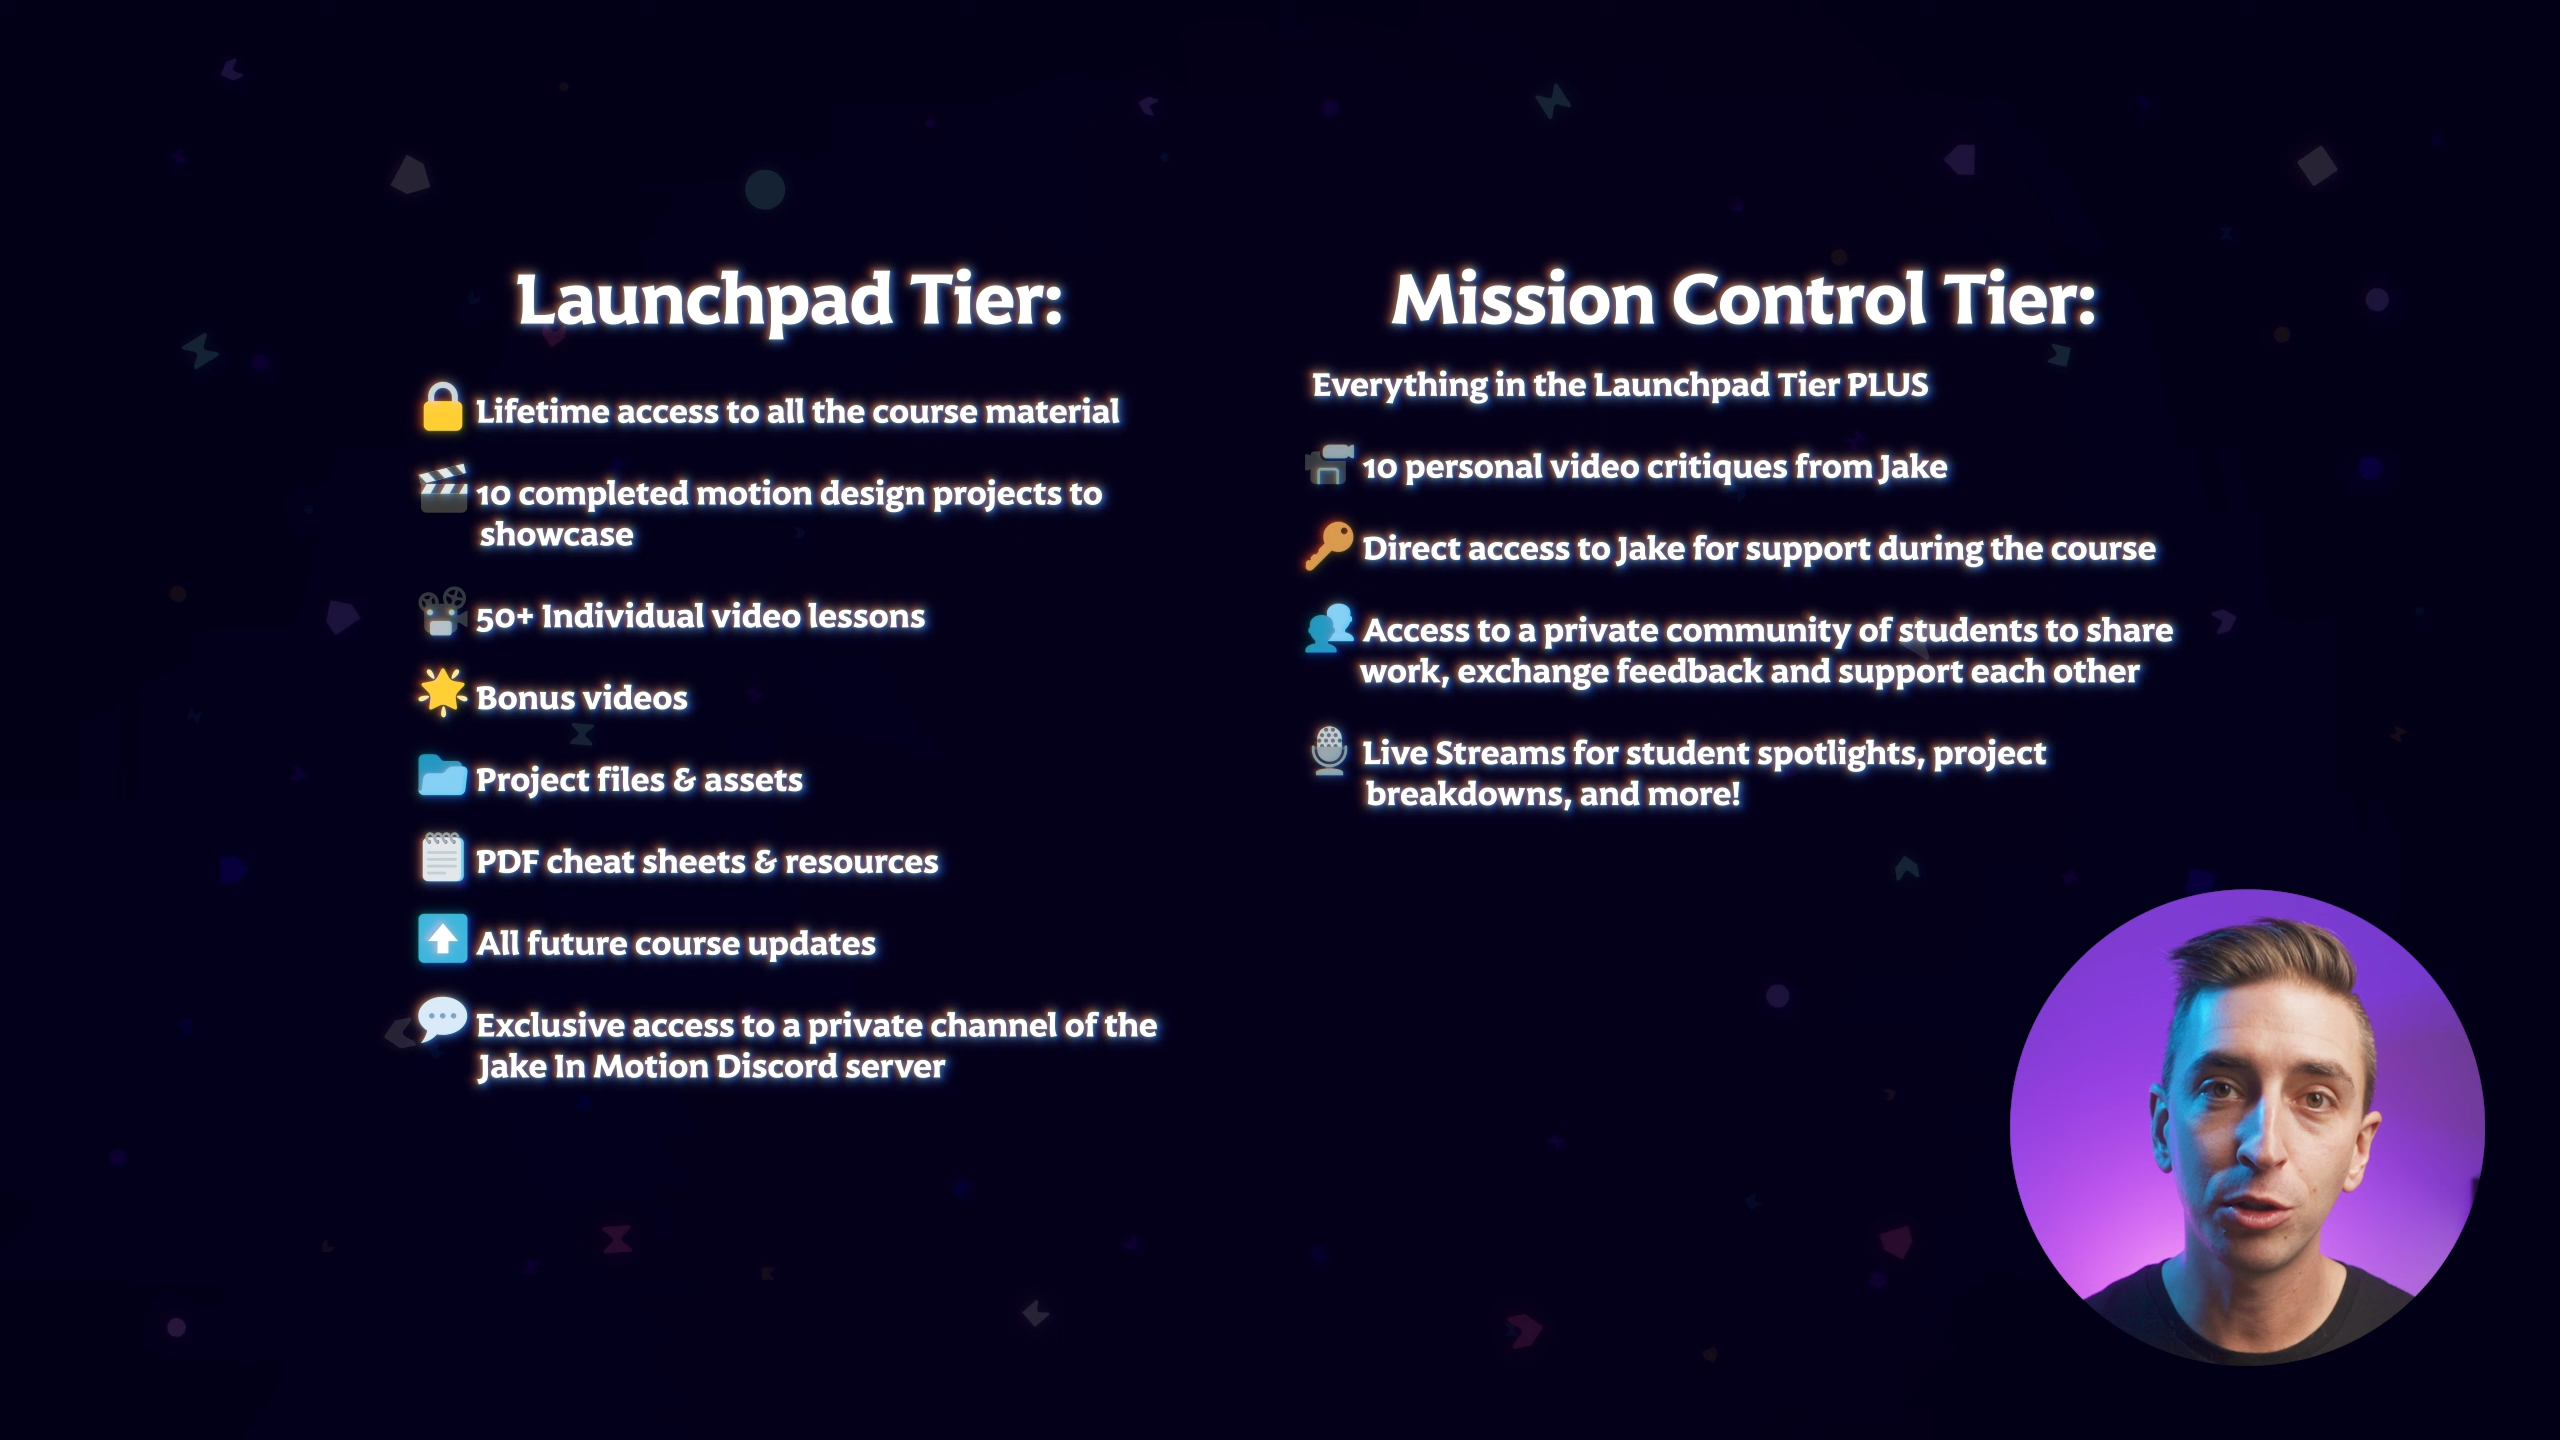 Launchpad Tier:
Lifetime access to all the course material
10 completed motion design projects to
showcase
50+ Individual video lessons
Bonus videos
Project files & assets
PDF cheat sheets & resources
All future course updates
Exclusive access to a private channel of the
Jake In Motion Discord server
Mission Control Tier:
Everything in the Launchpad Tier PLUS
10 personal video critiques from Jake
Direct access to Jake for support during the course
Access to a private community of students to share
work, exchange feedback and support each other
Live Streams for student spotlights, project
breakdowns, and more!